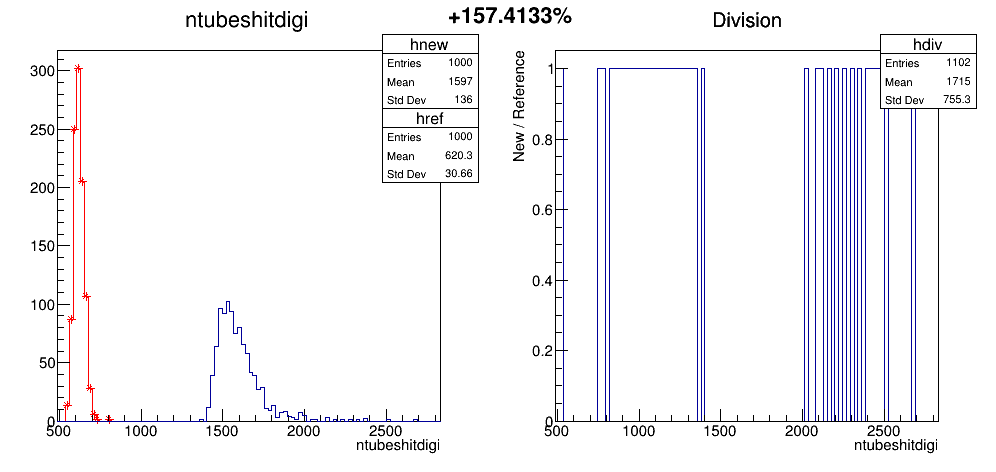 +157.4133%
ntubeshitdigi
hnew
Entries 1000
Mean 1597
Std Dev 136
href
Entries 1000
Mean 620.3
Std Dev 30.66
300
250
200
150
100
50
0
500 1000 1500 2000 2500
ntubeshitdigi
Division
hdiv
Entries 1102
Mean 1715
Std Dev 755.3
New / Reference
1
0.8
0.6
0.4
0.2
0
500 1000 1500 2000 2500
ntubeshitdigi